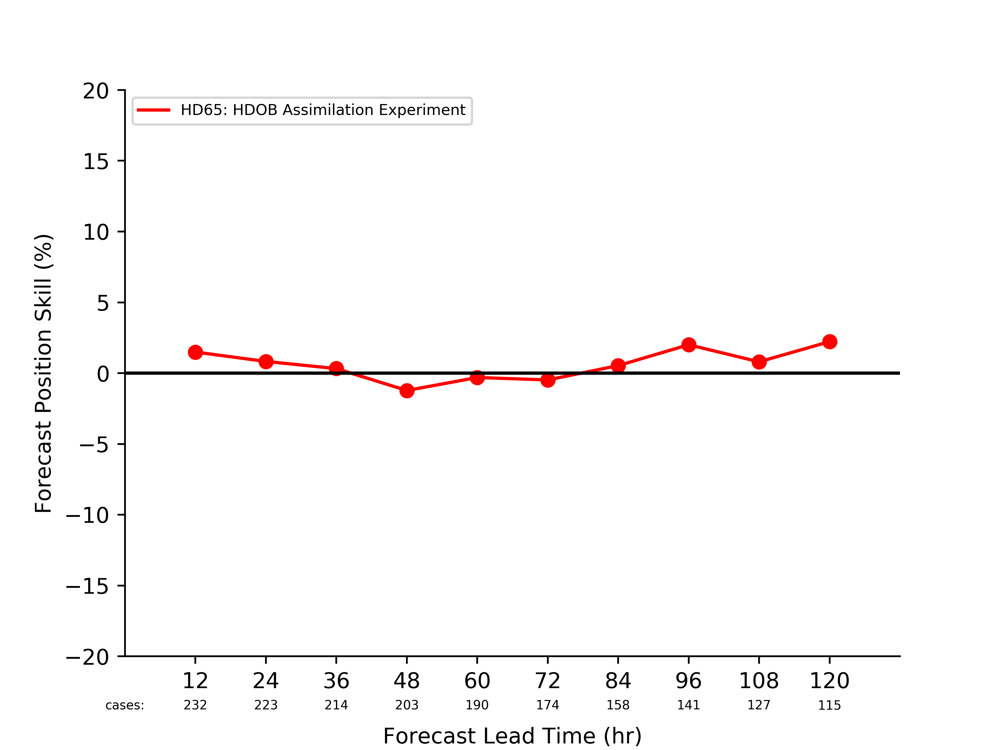 HD65: HDOB Assimilation Experiment
Forecast Position Skill (%)
20
15
10
5
0
−5
−10
−15
−20
12 24 36 48 60 72 84 96 108 120
cases: 232 223 214 203 190 174 158 141 127 115
Forecast Lead Time (hr)